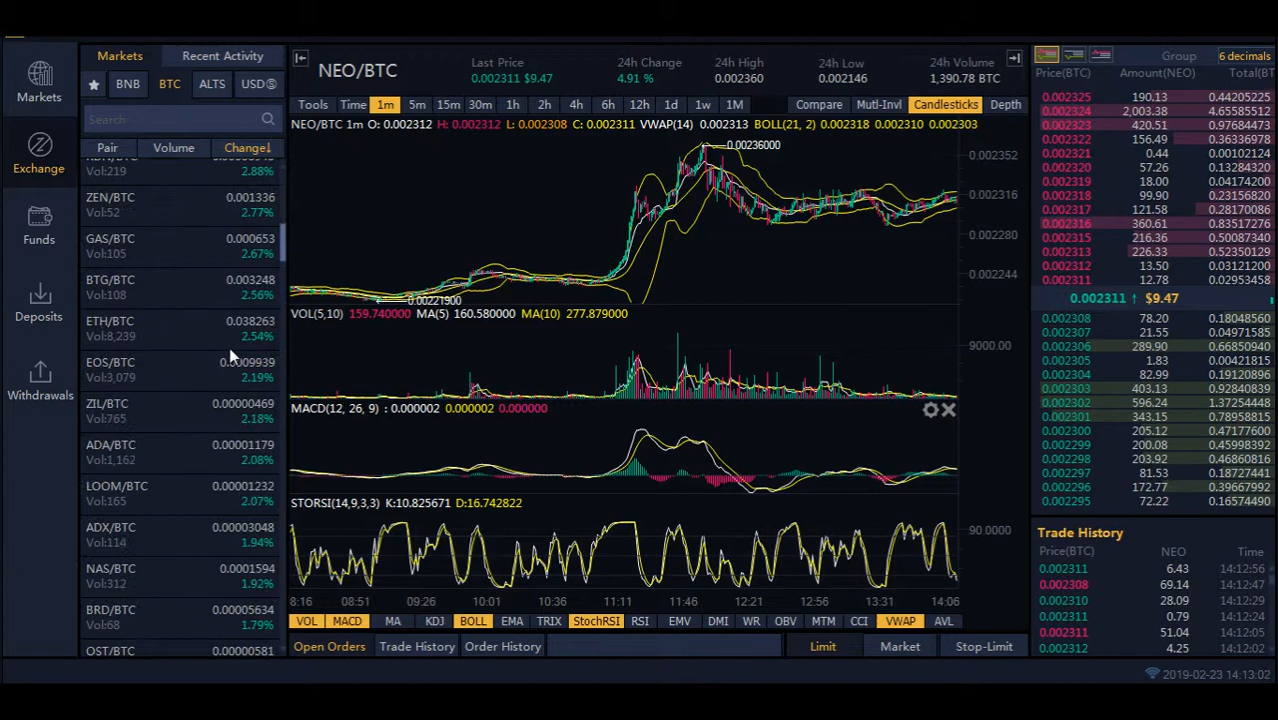 Markets
Exchange
Funds
Deposits
Withdrawals
Markets Recent Activity
BNB BTC ALTS USDⓈ
Search
Pair Volume Change↓
Vol:219 2.88%
ZEN/BTC 0.001336
Vol:52 2.77%
GAS/BTC 0.000653
Vol:105 2.67%
BTG/BTC 0.003248
Vol:108 2.56%
ETH/BTC 0.038263
Vol:8,239 2.54%
EOS/BTC 0.0009939
Vol:3,079 2.19%
ZIL/BTC 0.00000469
Vol:765 2.18%
ADA/BTC 0.00001179
Vol:1,162 2.08%
LOOM/BTC 0.00001232
Vol:165 2.07%
ADX/BTC 0.00003048
Vol:114 1.94%
NAS/BTC 0.0001594
Vol:312 1.92%
BRD/BTC 0.00005634
Vol:68 1.79%
OST/BTC 0.00000581
NEO/BTC
Last Price 24h Change 24h High 24h Low 24h Volume
0.002311 $9.47 4.91 % 0.002360 0.002146 1,390.78 BTC
Tools Time 1m 5m 15m 30m 1h 2h 4h 6h 12h 1d 1w 1M Compare Mutl-Invl Candlesticks Depth
NEO/BTC 1m O: 0.002312 H: 0.002312 L: 0.002308 C: 0.002311 VWAP(14) 0.002313 BOLL(21, 2) 0.002318 0.002310 0.002303
0.00236000
0.002352
0.002316
0.002280
0.002244
0.00221900
VOL(5,10) 159.740000 MA(5) 160.580000 MA(10) 277.879000
9000.00
MACD(12, 26, 9) : 0.000002 0.000002 0.000000
STORSI(14,9,3,3) K:10.825671 D:16.742822
90.0000
8:16 08:51 09:26 10:01 10:36 11:11 11:46 12:21 12:56 13:31 14:06
VOL MACD MA KDJ BOLL EMA TRIX StochRSI RSI EMV DMI WR OBV MTM CCI VWAP AVL
Open Orders Trade History Order History Limit Market Stop-Limit
Group 6 decimals
Price(BTC) Amount(NEO) Total(BT
0.002325 190.13 0.44205225
0.002324 2,003.38 4.65585512
0.002323 420.51 0.97684473
0.002322 156.49 0.36336978
0.002321 0.44 0.00102124
0.002320 57.26 0.13284320
0.002319 18.00 0.04174200
0.002318 99.90 0.23156820
0.002317 121.58 0.28170086
0.002316 360.61 0.83517276
0.002315 216.36 0.50087340
0.002313 226.33 0.52350129
0.002312 13.50 0.03121200
0.002311 12.78 0.02953458
0.002311 ↑ $9.47
0.002308 78.20 0.18048560
0.002307 21.55 0.04971585
0.002306 289.90 0.66850940
0.002305 1.83 0.00421815
0.002304 82.99 0.19120896
0.002303 403.13 0.92840839
0.002302 596.24 1.37254448
0.002301 343.15 0.78958815
0.002300 205.12 0.47177600
0.002299 200.08 0.45998392
0.002298 203.92 0.46860816
0.002297 81.53 0.18727441
0.002296 172.77 0.39667992
0.002295 72.22 0.16574490
Trade History
Price(BTC) NEO Time
0.002311 6.43 14:12:56
0.002308 69.14 14:12:47
0.002310 28.09 14:12:29
0.002311 0.79 14:12:24
0.002311 51.04 14:12:05
0.002312 4.25 14:12:02
2019-02-23 14:13:02